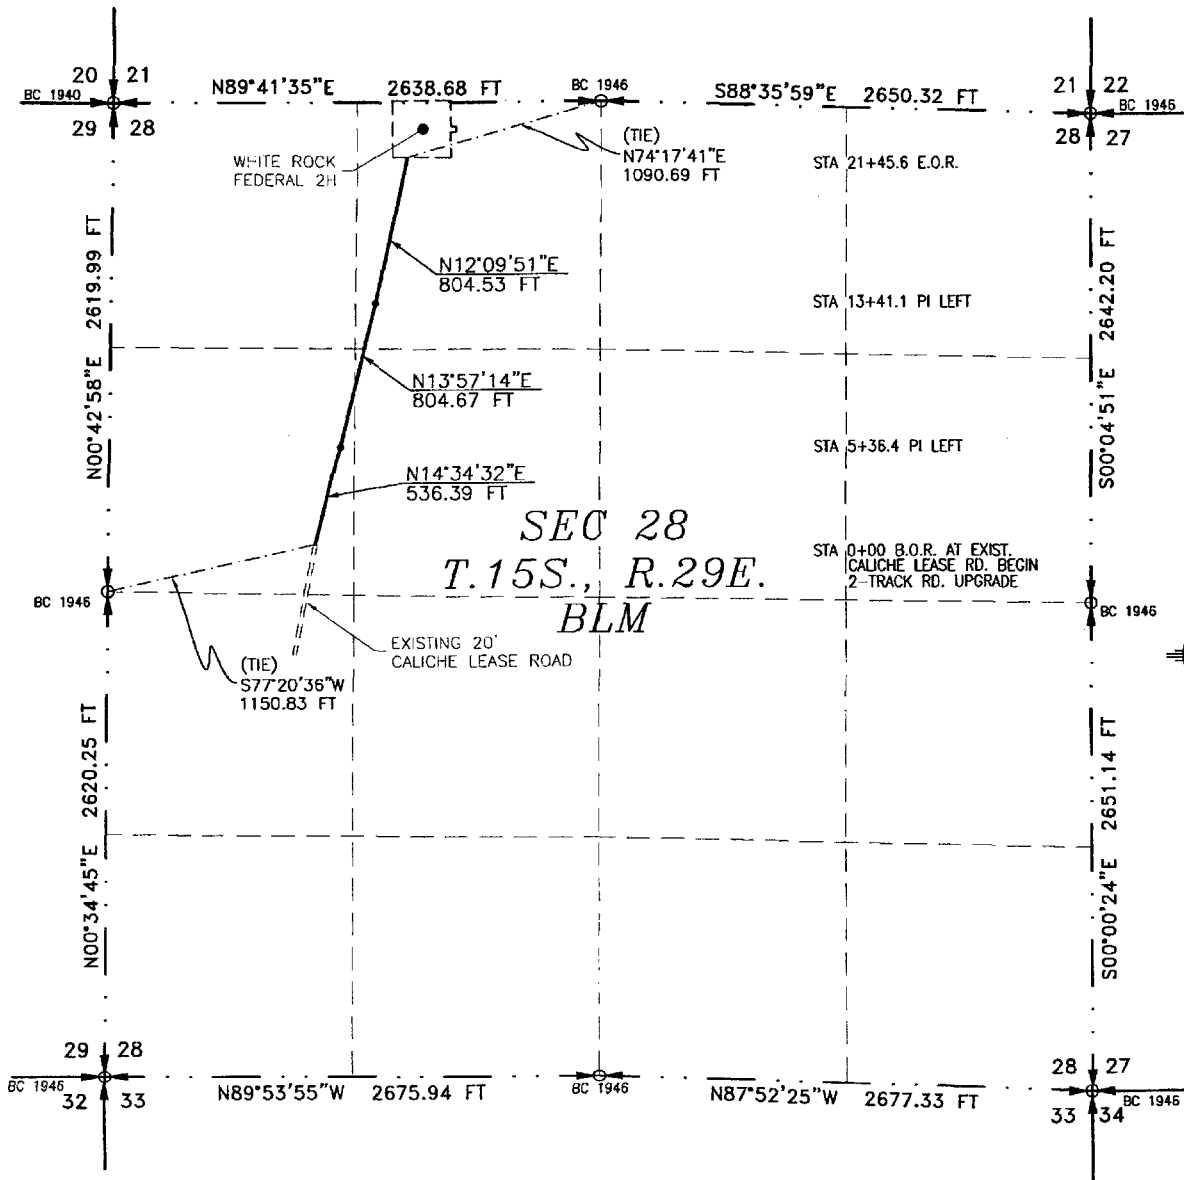 20 21
N89°41'35"E 2638.68 FT
BC 1946
S88°35'59"E 2650.32 FT
21 22
BC 1940
BC 1946
29 28
28 27
WHITE ROCK
FEDERAL 2H
(TIE)
N74°17'41"E
1090.69 FT
STA 21+45.6 E.O.R.
N00°42'58"E 2619.99 FT
N12°09'51"E
804.53 FT
STA 13+41.1 PI LEFT
S00°04'51"E 2642.20 FT
N13°57'14"E
804.67 FT
STA 5+36.4 PI LEFT
N14°34'32"E
536.39 FT
SEC 28
T.15S., R.29E.
BLM
STA 0+00 B.O.R. AT EXIST.
CALICHE LEASE RD. BEGIN
2-TRACK RD. UPGRADE
BC 1946
BC 1946
EXISTING 20'
CALICHE LEASE ROAD
(TIE)
S77°20'36"W
1150.83 FT
N00°34'45"E 2620.25 FT
S00°00'24"E 2651.14 FT
29 28
28 27
BC 1946
N89°53'55"W 2675.94 FT
BC 1946
N87°52'25"W 2677.33 FT
BC 1946
32 33
33 34